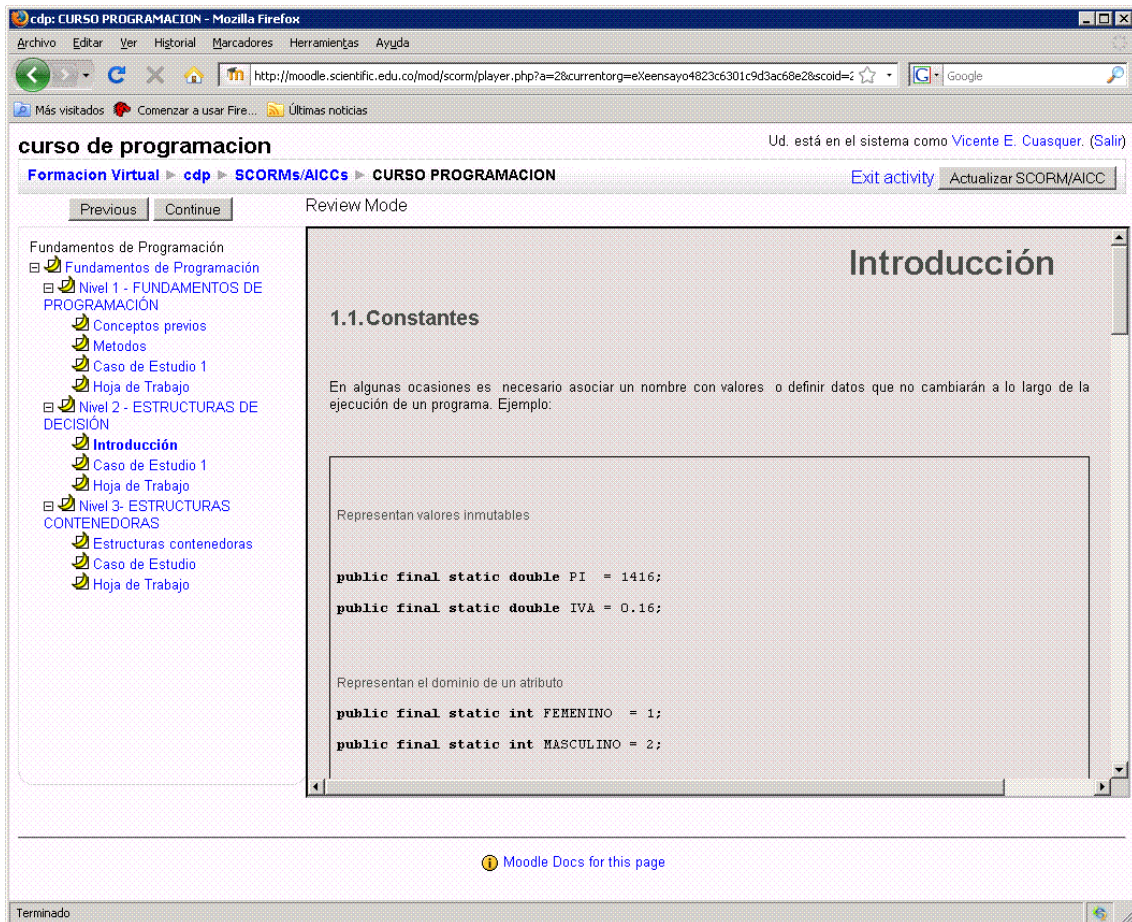 cdp: CURSO PROGRAMACION - Mozilla Firefox
Archivo Editar Ver Historial Marcadores Herramientas Ayuda
http://moodle.scientific.edu.co/mod/scorm/player.php?a=2&currentorg=eXeensayo4823c6301c9d3ac68e2&scoid=2
Google
Más visitados Comenzar a usar Fire... Últimas noticias
curso de programacion
Ud. está en el sistema como Vicente E. Cuasquer. (Salir)
Formacion Virtual ► cdp ► SCORMs/AICCs ► CURSO PROGRAMACION
Exit activity Actualizar SCORM/AICC
Previous Continue
Review Mode
Fundamentos de Programación
Fundamentos de Programación
Nivel 1 - FUNDAMENTOS DE
PROGRAMACIÓN
Conceptos previos
Metodos
Caso de Estudio 1
Hoja de Trabajo
Nivel 2 - ESTRUCTURAS DE
DECISIÓN
Introducción
Caso de Estudio 1
Hoja de Trabajo
Nivel 3- ESTRUCTURAS
CONTENEDORAS
Estructuras contenedoras
Caso de Estudio
Hoja de Trabajo
Introducción
1.1.Constantes
En algunas ocasiones es necesario asociar un nombre con valores o definir datos que no cambiarán a lo largo de la
ejecución de un programa. Ejemplo:
Representan valores inmutables
public final static double PI = 1416;
public final static double IVA = 0.16;
Representan el dominio de un atributo
public final static int FEMENINO = 1;
public final static int MASCULINO = 2;
Moodle Docs for this page
Terminado